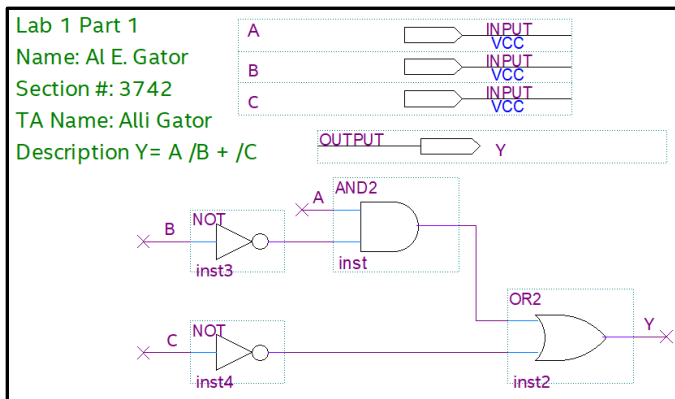 Lab 1 Part 1
Name: Al E. Gator
Section #: 3742
TA Name: Alli Gator
Description Y= A /B + /C
A INPUT
VCC
B INPUT
VCC
C INPUT
VCC
OUTPUT Y
A AND2
B NOT
inst3 inst
OR2
C NOT Y
inst4 inst2